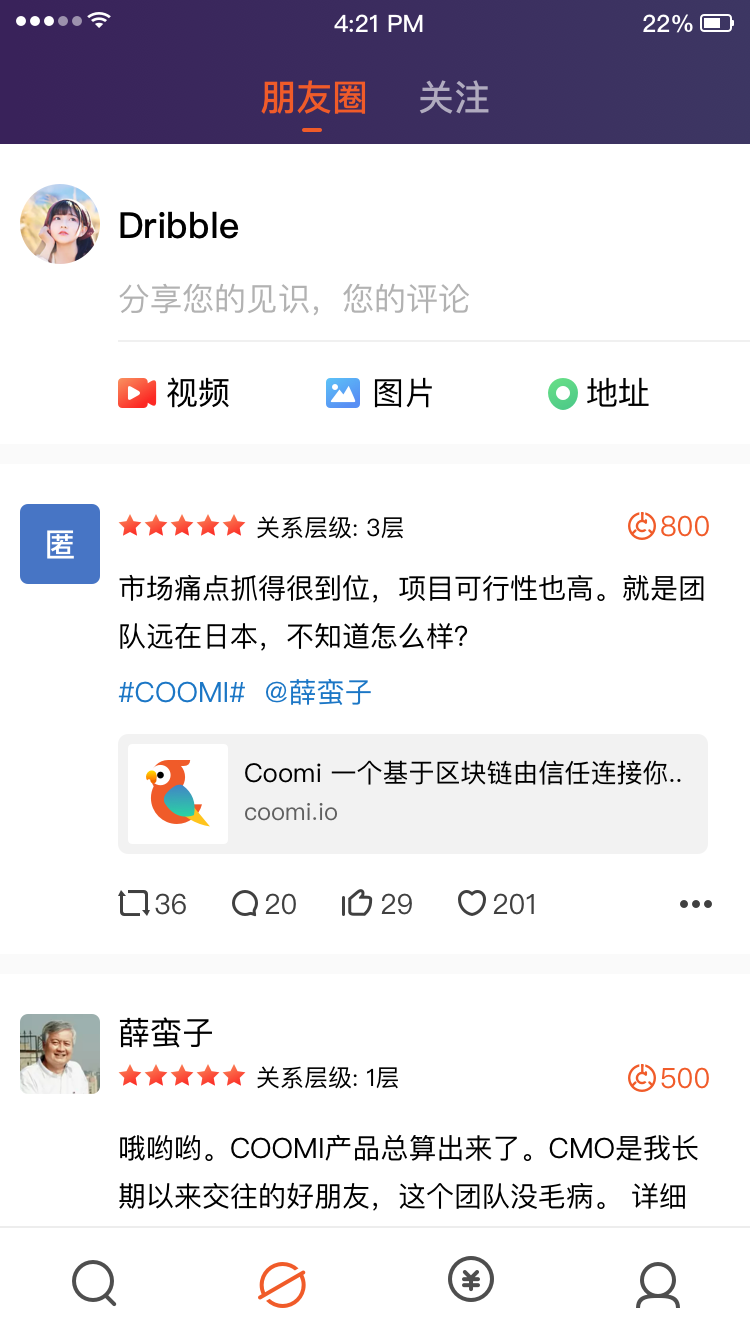 4:21 PM
22%
朋友圈 关注
Dribble
分享您的见识，您的评论
视频 图片 地址
匿
关系层级: 3层
800
市场痛点抓得很到位，项目可行性也高。就是团
队远在日本，不知道怎么样?
#COOMI# @薛蛮子
Coomi 一个基于区块链由信任连接你..
coomi.io
36 20 29 201
薛蛮子
关系层级: 1层
500
哦哟哟。COOMI产品总算出来了。CMO是我长
期以来交往的好朋友，这个团队没毛病。 详细